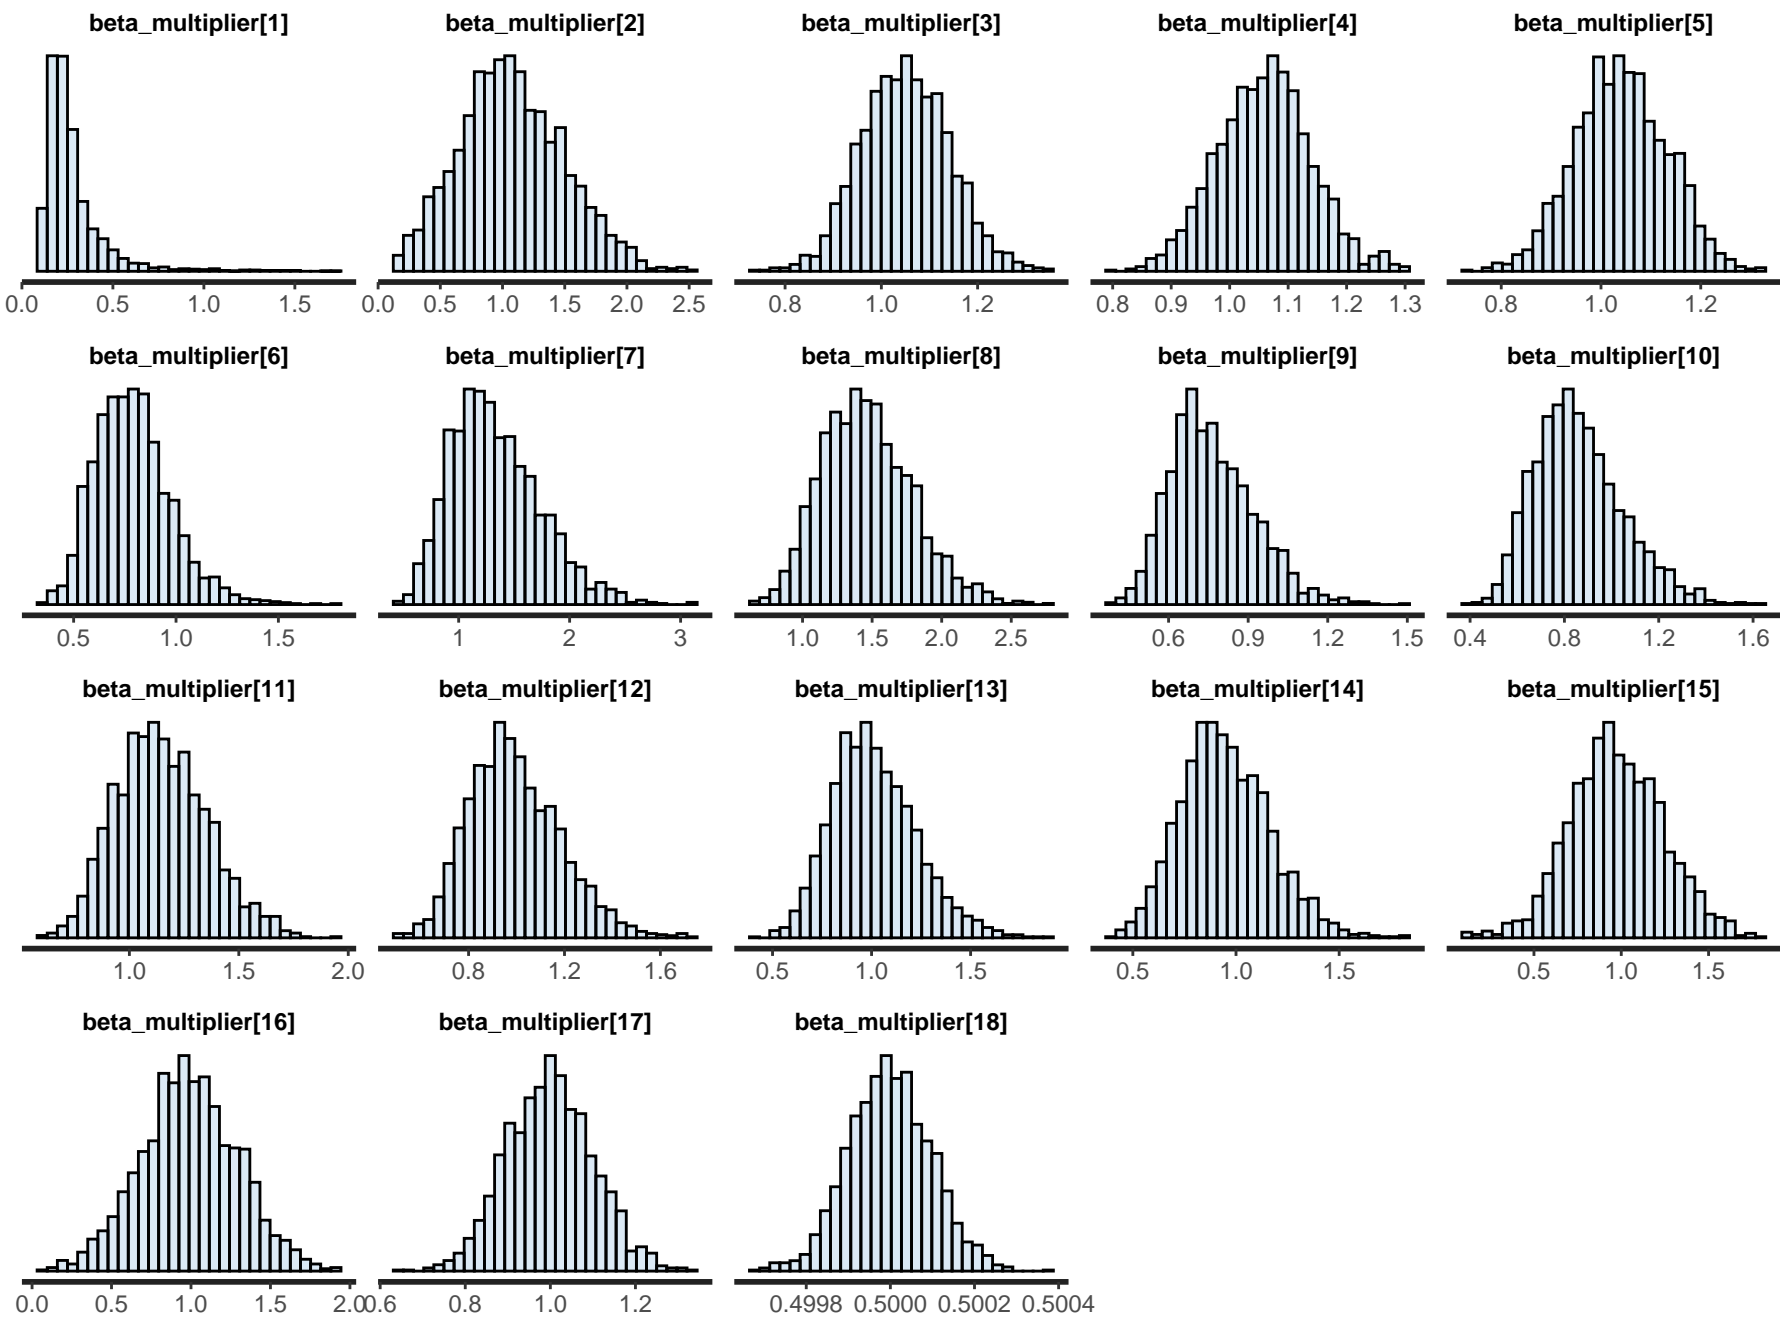 beta_multiplier[1] beta_multiplier[2] beta_multiplier[3] beta_multiplier[4] beta_multiplier[5]
0.0 0.5 1.0 1.5 0.0 0.5 1.0 1.5 2.0 2.5 0.8 1.0 1.2 0.8 0.9 1.0 1.1 1.2 1.3 0.8 1.0 1.2
beta_multiplier[6] beta_multiplier[7] beta_multiplier[8] beta_multiplier[9] beta_multiplier[10]
0.5 1.0 1.5 1 2 3 1.0 1.5 2.0 2.5 0.6 0.9 1.2 1.5 0.4 0.8 1.2 1.6
beta_multiplier[11] beta_multiplier[12] beta_multiplier[13] beta_multiplier[14] beta_multiplier[15]
1.0 1.5 2.0 0.8 1.2 1.6 0.5 1.0 1.5 0.5 1.0 1.5 0.5 1.0 1.5
beta_multiplier[16] beta_multiplier[17] beta_multiplier[18]
0.0 0.5 1.0 1.5 2.0 0.6 0.8 1.0 1.2 0.4998 0.5000 0.5002 0.5004